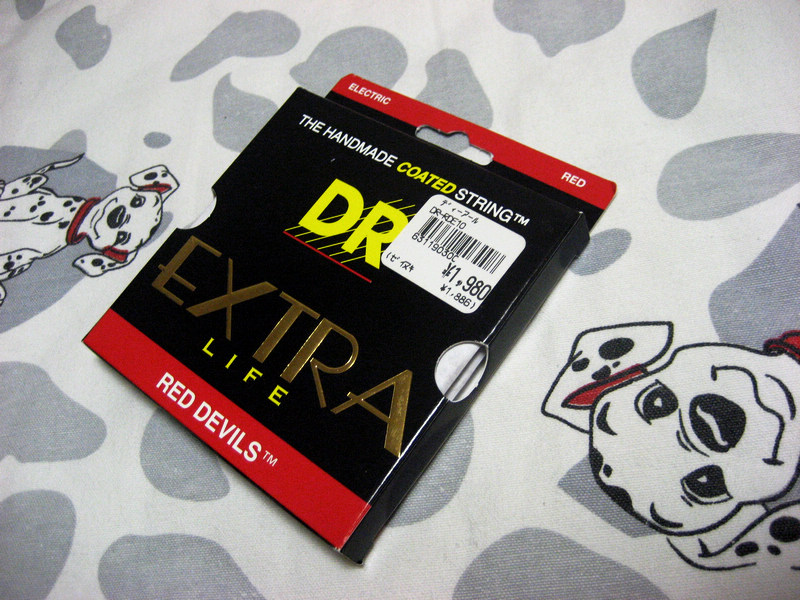 ELECTRIC
RED
THE HANDMADE COATED STRING™
DR
ディーアール
DR-RDE10
¥1,980
¥1,886)
EXTRA
LIFE
RED DEVILS™